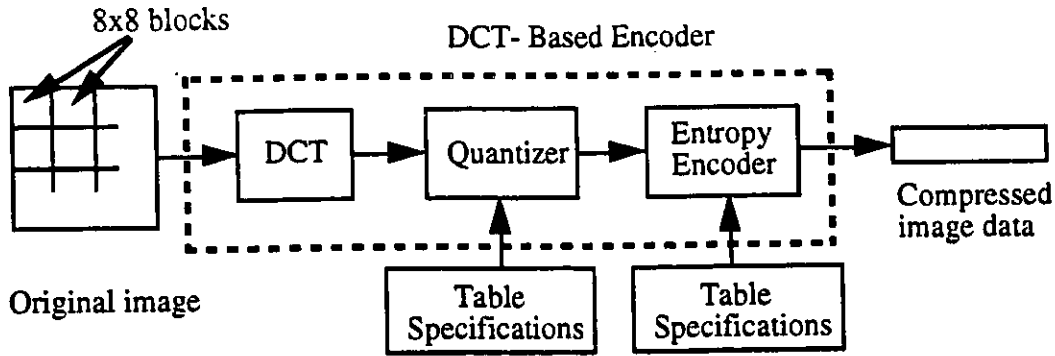 8x8 blocks
DCT- Based Encoder
DCT
Quantizer
Entropy
Encoder
Compressed
image data
Original image
Table
Specifications
Table
Specifications